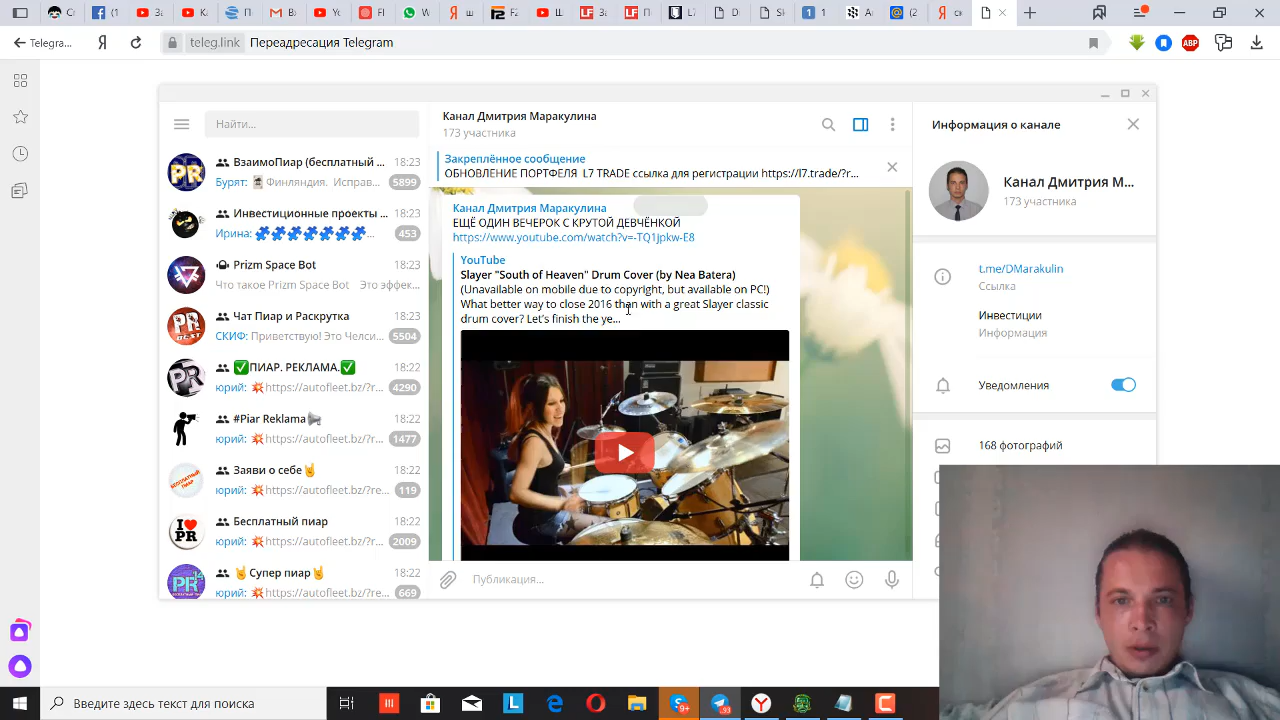 Telegra...
teleg.link
Переадресация Telegram
ABP
Найти...
ВзаимоПиар (бесплатный ...
18:23
Бурят: 🃏 Финляндия. Исправ...
5899
Инвестиционные проекты ...
18:23
Ирина: 🧩🧩🧩🧩🧩🧩🧩...
453
Prizm Space Bot
18:23
Что такое Prizm Space Bot Это эффек...
Чат Пиар и Раскрутка
18:23
СКИФ: Приветствую! Это Челси...
5504
✅ПИАР. РЕКЛАМА.✅
18:22
юрий: 💥https://autofleet.bz/?r...
4290
#Piar Reklama📢
18:22
юрий: 💥https://autofleet.bz/?r...
1477
Заяви о себе🤘
18:22
юрий: 💥https://autofleet.bz/?re...
119
Бесплатный пиар
18:22
юрий: 💥https://autofleet.bz/?r...
2009
🤘Супер пиар🤘
18:22
юрий: 💥https://autofleet.bz/?re...
669
Канал Дмитрия Маракулина
173 участника
Закреплённое сообщение
ОБНОВЛЕНИЕ ПОРТФЕЛЯ L7 TRADE ссылка для регистрации https://l7.trade/?r...
Канал Дмитрия Маракулина
ЕЩЁ ОДИН ВЕЧЕРОК С КРУТОЙ ДЕВЧЁНКОЙ
https://www.youtube.com/watch?v=-TQ1jpkw-E8
YouTube
Slayer "South of Heaven" Drum Cover (by Nea Batera)
(Unavailable on mobile due to copyright, but available on PC!)
What better way to close 2016 than with a great Slayer classic
drum cover? Let's finish the ye...
Публикация...
Информация о канале
Канал Дмитрия М...
173 участника
t.me/DMarakulin
Ссылка
Инвестиции
Информация
Уведомления
168 фотографий
Введите здесь текст для поиска